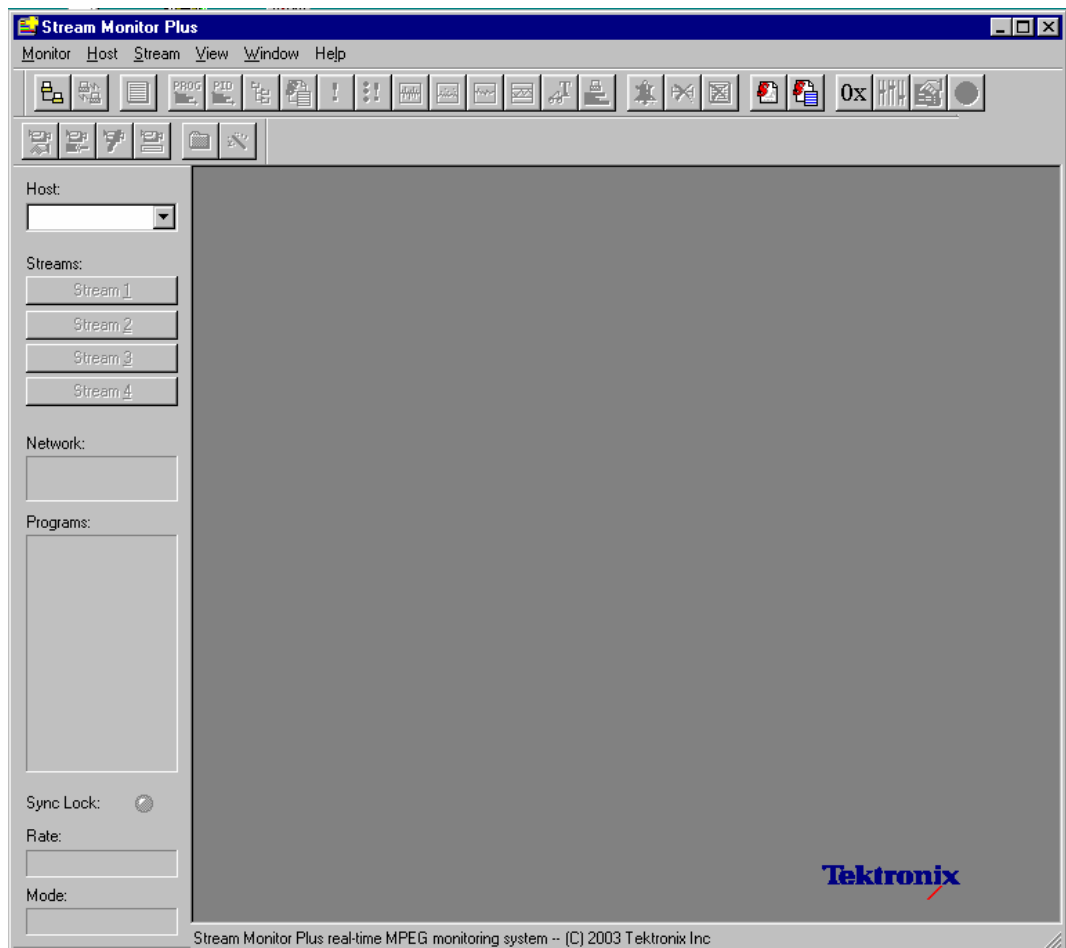 Stream Monitor Plus
Monitor Host Stream View Window Help
PROG PID T 0x
Host:
Streams:
Stream 1
Stream 2
Stream 3
Stream 4
Network:
Programs:
Sync Lock:
Rate:
Mode:
Tektronix
Stream Monitor Plus real-time MPEG monitoring system -- (C) 2003 Tektronix Inc